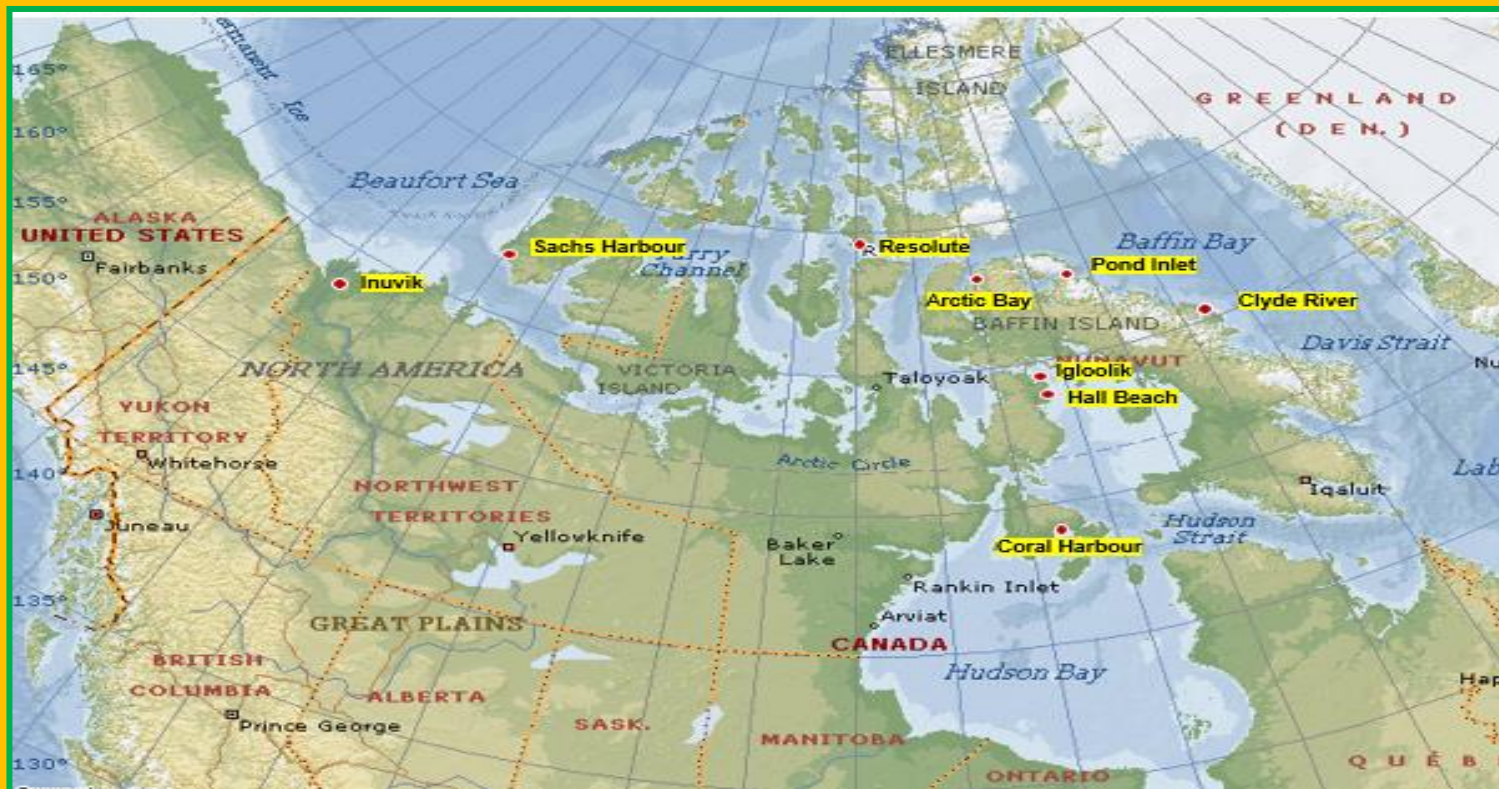 ELLESMERE
ISLAND
GREENLAND
(DEN.)
165°
160°
155°
150°
145°
140°
135°
130°
Ice
Beaufort Sea
ALASKA
UNITED STATES
Fairbanks
Inuvik
Sachs Harbour
Channel
Resolute
Baffin Bay
Pond Inlet
Arctic Bay
Clyde River
BAFFIN ISLAND
Davis Strait
NUNAVUT
Igloolik
Hall Beach
NORTH AMERICA
VICTORIA
ISLAND
Taloyoak
YUKON
TERRITORY
Whitehorse
Arctic Circle
Iqaluit
NORTHWEST
TERRITORIES
Juneau
Yellowknife
Baker
Lake
Coral Harbour
Hudson
Strait
Rankin Inlet
Arviat
CANADA
GREAT PLAINS
Hudson Bay
BRITISH
COLUMBIA
ALBERTA
Prince George
SASK.
MANITOBA
ONTARIO